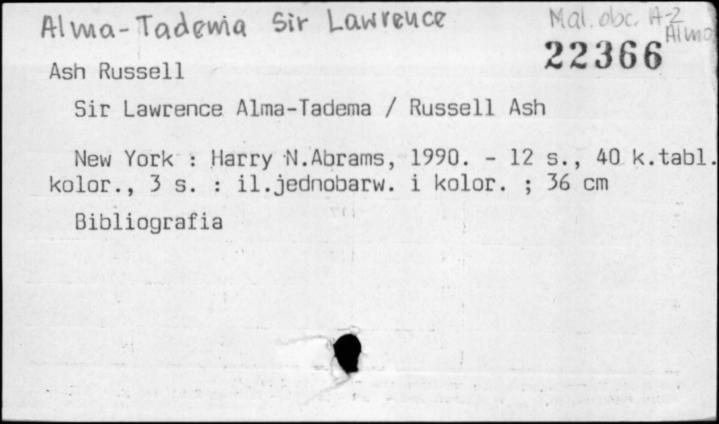 Alma-Tadema Sir Lawrence
Mal. obc. A-Z
Alma
22366
Ash Russell
Sir Lawrence Alma-Tadema / Russell Ash
New York : Harry N.Abrams, 1990. - 12 s., 40 k.tabl.
kolor., 3 s. : il.jednobarw. i kolor. ; 36 cm
Bibliografia